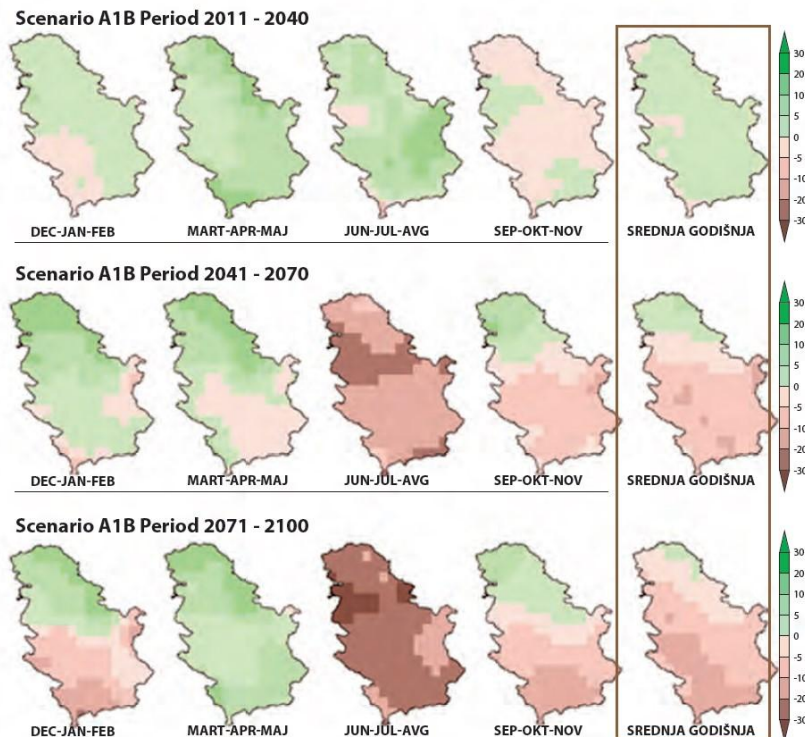 Scenario A1B Period 2011 - 2040
30
20
10
5
0
-5
-10
-20
-30
DEC-JAN-FEB
MART-APR-MAJ
JUN-JUL-AVG
SEP-OKT-NOV
SREDNJA GODIŠNJA
Scenario A1B Period 2041 - 2070
30
20
10
5
0
-5
-10
-20
-30
DEC-JAN-FEB
MART-APR-MAJ
JUN-JUL-AVG
SEP-OKT-NOV
SREDNJA GODIŠNJA
Scenario A1B Period 2071 - 2100
30
20
10
5
0
-5
-10
-20
-30
DEC-JAN-FEB
MART-APR-MAJ
JUN-JUL-AVG
SEP-OKT-NOV
SREDNJA GODIŠNJA